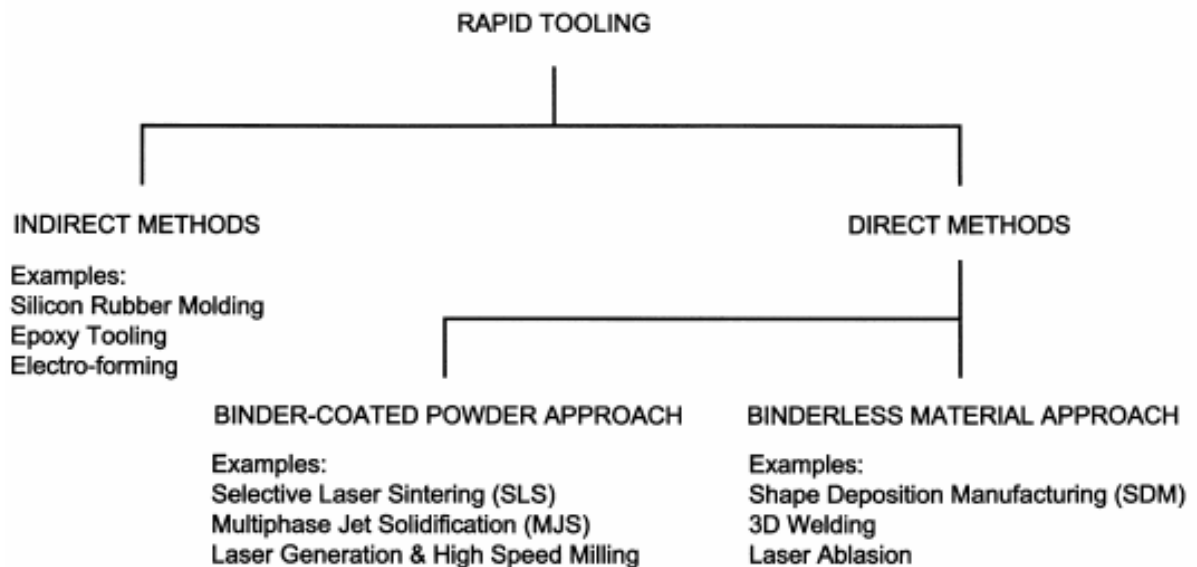 RAPID TOOLING
INDIRECT METHODS
Examples:
Silicon Rubber Molding
Epoxy Tooling
Electro-forming
DIRECT METHODS
BINDER-COATED POWDER APPROACH
Examples:
Selective Laser Sintering (SLS)
Multiphase Jet Solidification (MJS)
Laser Generation & High Speed Milling
BINDERLESS MATERIAL APPROACH
Examples:
Shape Deposition Manufacturing (SDM)
3D Welding
Laser Ablasion